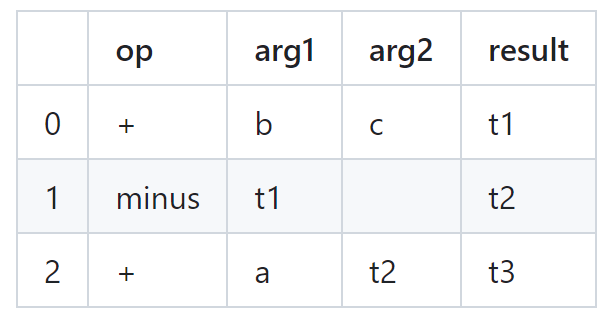 op arg1 arg2 result
0 + b c t1
1 minus t1 t2
2 + a t2 t3